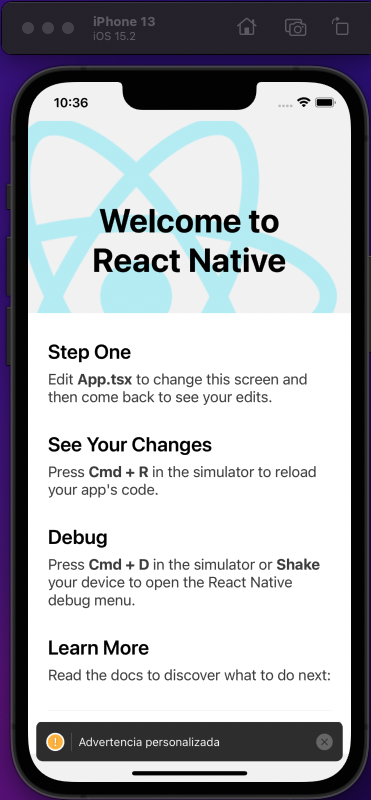 iPhone 13
iOS 15.2
10:36
Welcome to
React Native
Step One
Edit App.tsx to change this screen and
then come back to see your edits.
See Your Changes
Press Cmd + R in the simulator to reload
your app's code.
Debug
Press Cmd + D in the simulator or Shake
your device to open the React Native
debug menu.
Learn More
Read the docs to discover what to do next:
! Advertencia personalizada